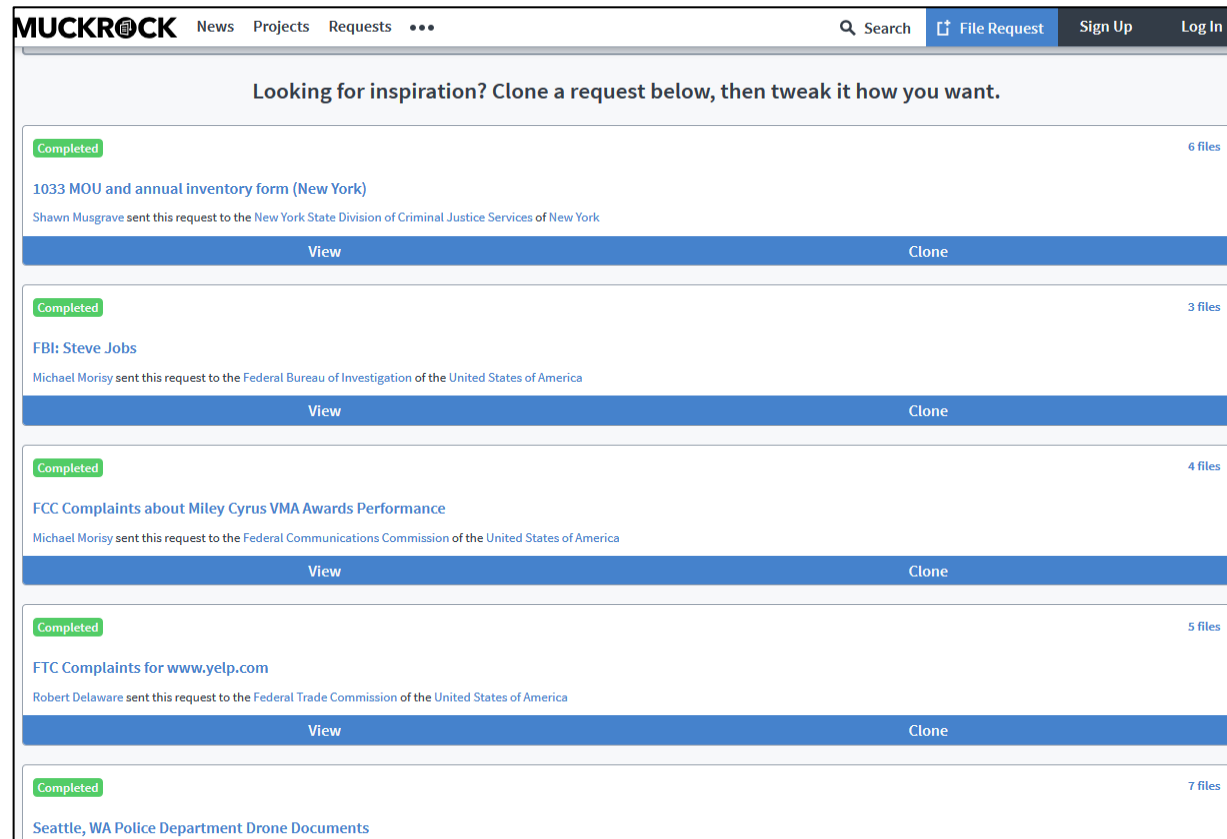 MUCKROCK News Projects Requests ••• Search File Request Sign Up Log In
Looking for inspiration? Clone a request below, then tweak it how you want.
Completed 6 files
1033 MOU and annual inventory form (New York)
Shawn Musgrave sent this request to the New York State Division of Criminal Justice Services of New York
View Clone
Completed 3 files
FBI: Steve Jobs
Michael Morisy sent this request to the Federal Bureau of Investigation of the United States of America
View Clone
Completed 4 files
FCC Complaints about Miley Cyrus VMA Awards Performance
Michael Morisy sent this request to the Federal Communications Commission of the United States of America
View Clone
Completed 5 files
FTC Complaints for www.yelp.com
Robert Delaware sent this request to the Federal Trade Commission of the United States of America
View Clone
Completed 7 files
Seattle, WA Police Department Drone Documents